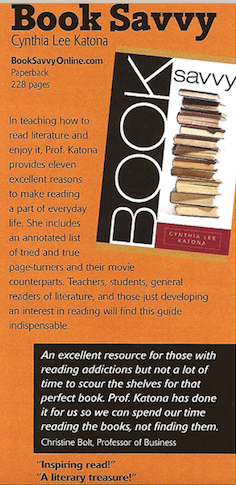 Book Savvy
Cynthia Lee Katona
BookSavvyOnline.com
Paperback
228 pages
BOOK
savvy
CYNTHIA LEE
KATONA
In teaching how to
read literature and
enjoy it, Prof. Katona
provides eleven
excellent reasons
to make reading
a part of everyday
life. She includes
an annotated list
of tried and true
page-turners and their movie
counterparts. Teachers, students, general
readers of literature, and those just developing
an interest in reading will find this guide
indispensable.
An excellent resource for those with
reading addictions but not a lot of
time to scour the shelves for that
perfect book. Prof. Katona has done
it for us so we can spend our time
reading the books, not finding them.
Christine Bolt, Professor of Business
"Inspiring read!"
"A literary treasure!"